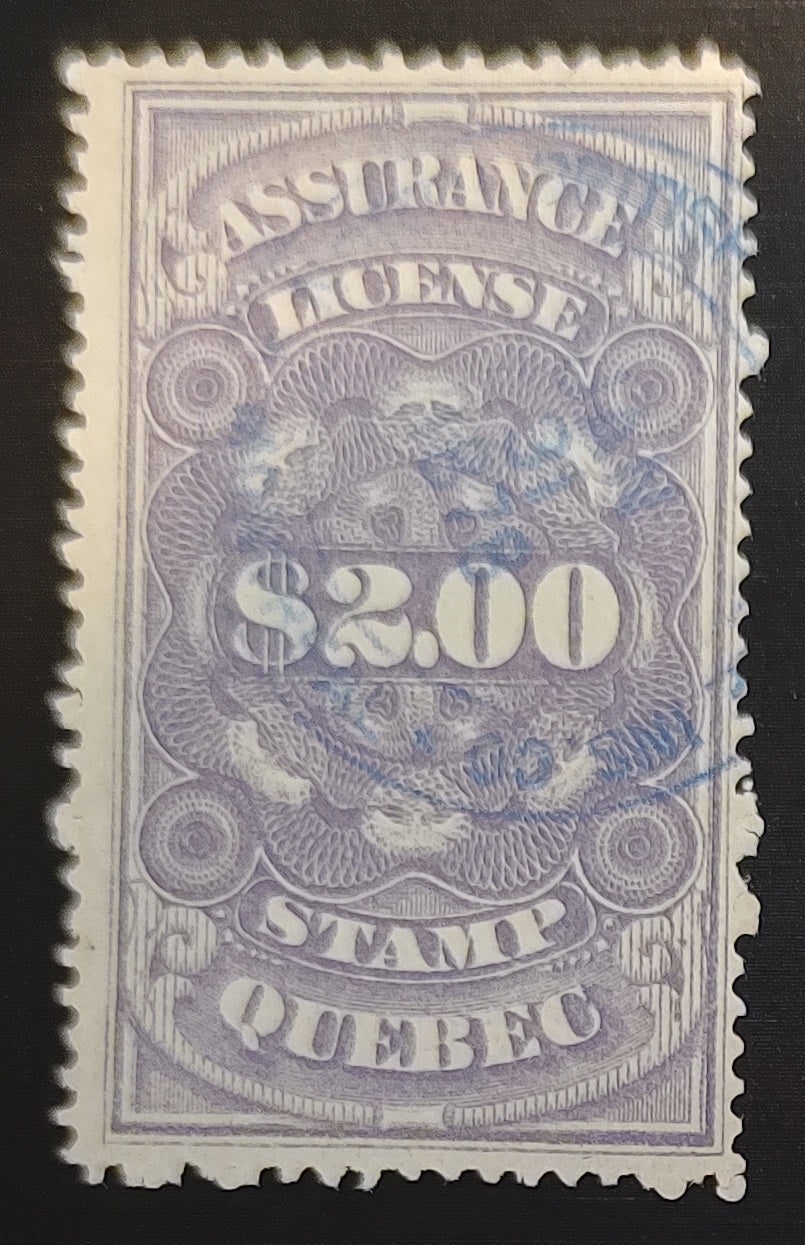 ASSURANCE
LICENSE
$2.00
STAMP
QUEBEC